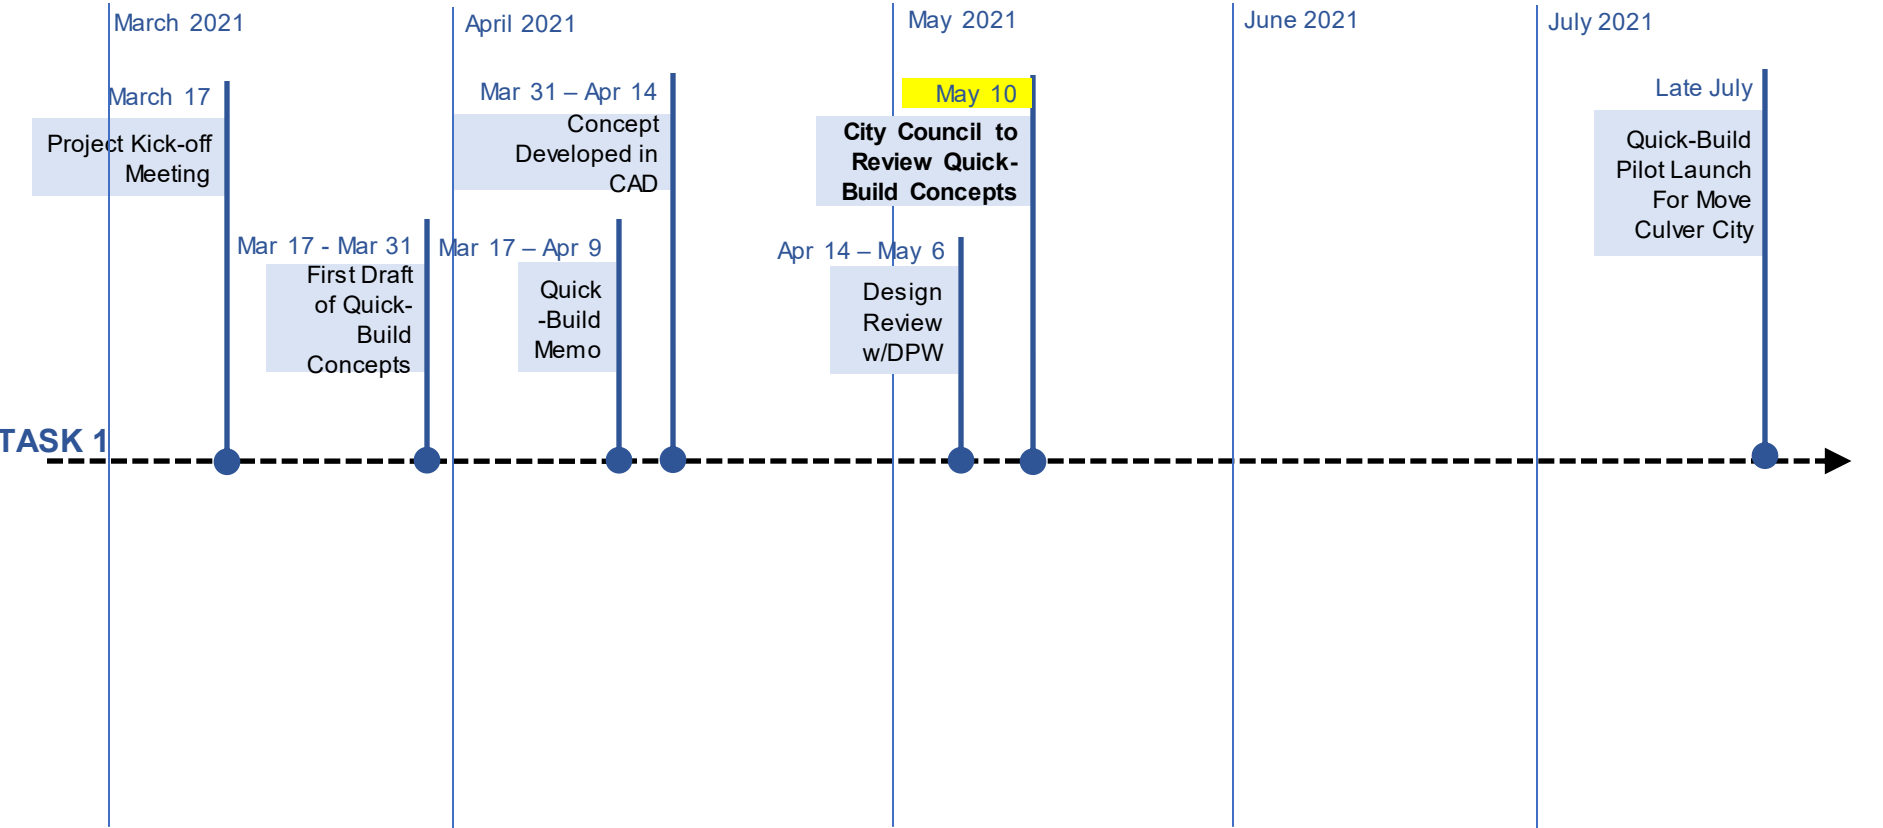 March 2021
April 2021
May 2021
June 2021
July 2021
March 17
Project Kick-off
Meeting
Mar 17 - Mar 31
First Draft
of Quick-
Build
Concepts
Mar 31 – Apr 14
Concept
Developed in
CAD
Mar 17 – Apr 9
Quick
-Build
Memo
May 10
City Council to
Review Quick-
Build Concepts
Apr 14 – May 6
Design
Review
w/DPW
Late July
Quick-Build
Pilot Launch
For Move
Culver City
TASK 1